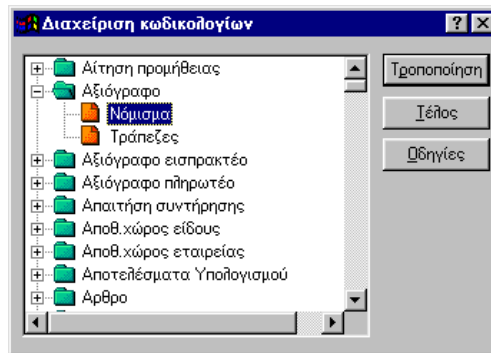 Διαχείριση κωδικολογίων
Αίτηση προμήθειας
Αξιόγραφο
Νόμισμα
Τράπεζες
Αξιόγραφο εισπρακτέο
Αξιόγραφο πληρωτέο
Απαιτήση συντήρησης
Αποθ.χώρος είδους
Αποθ.χώρος εταιρείας
Αποτελέσματα Υπολογισμού
Αρθρο
Τροποποίηση
Τέλος
Οδηγίες